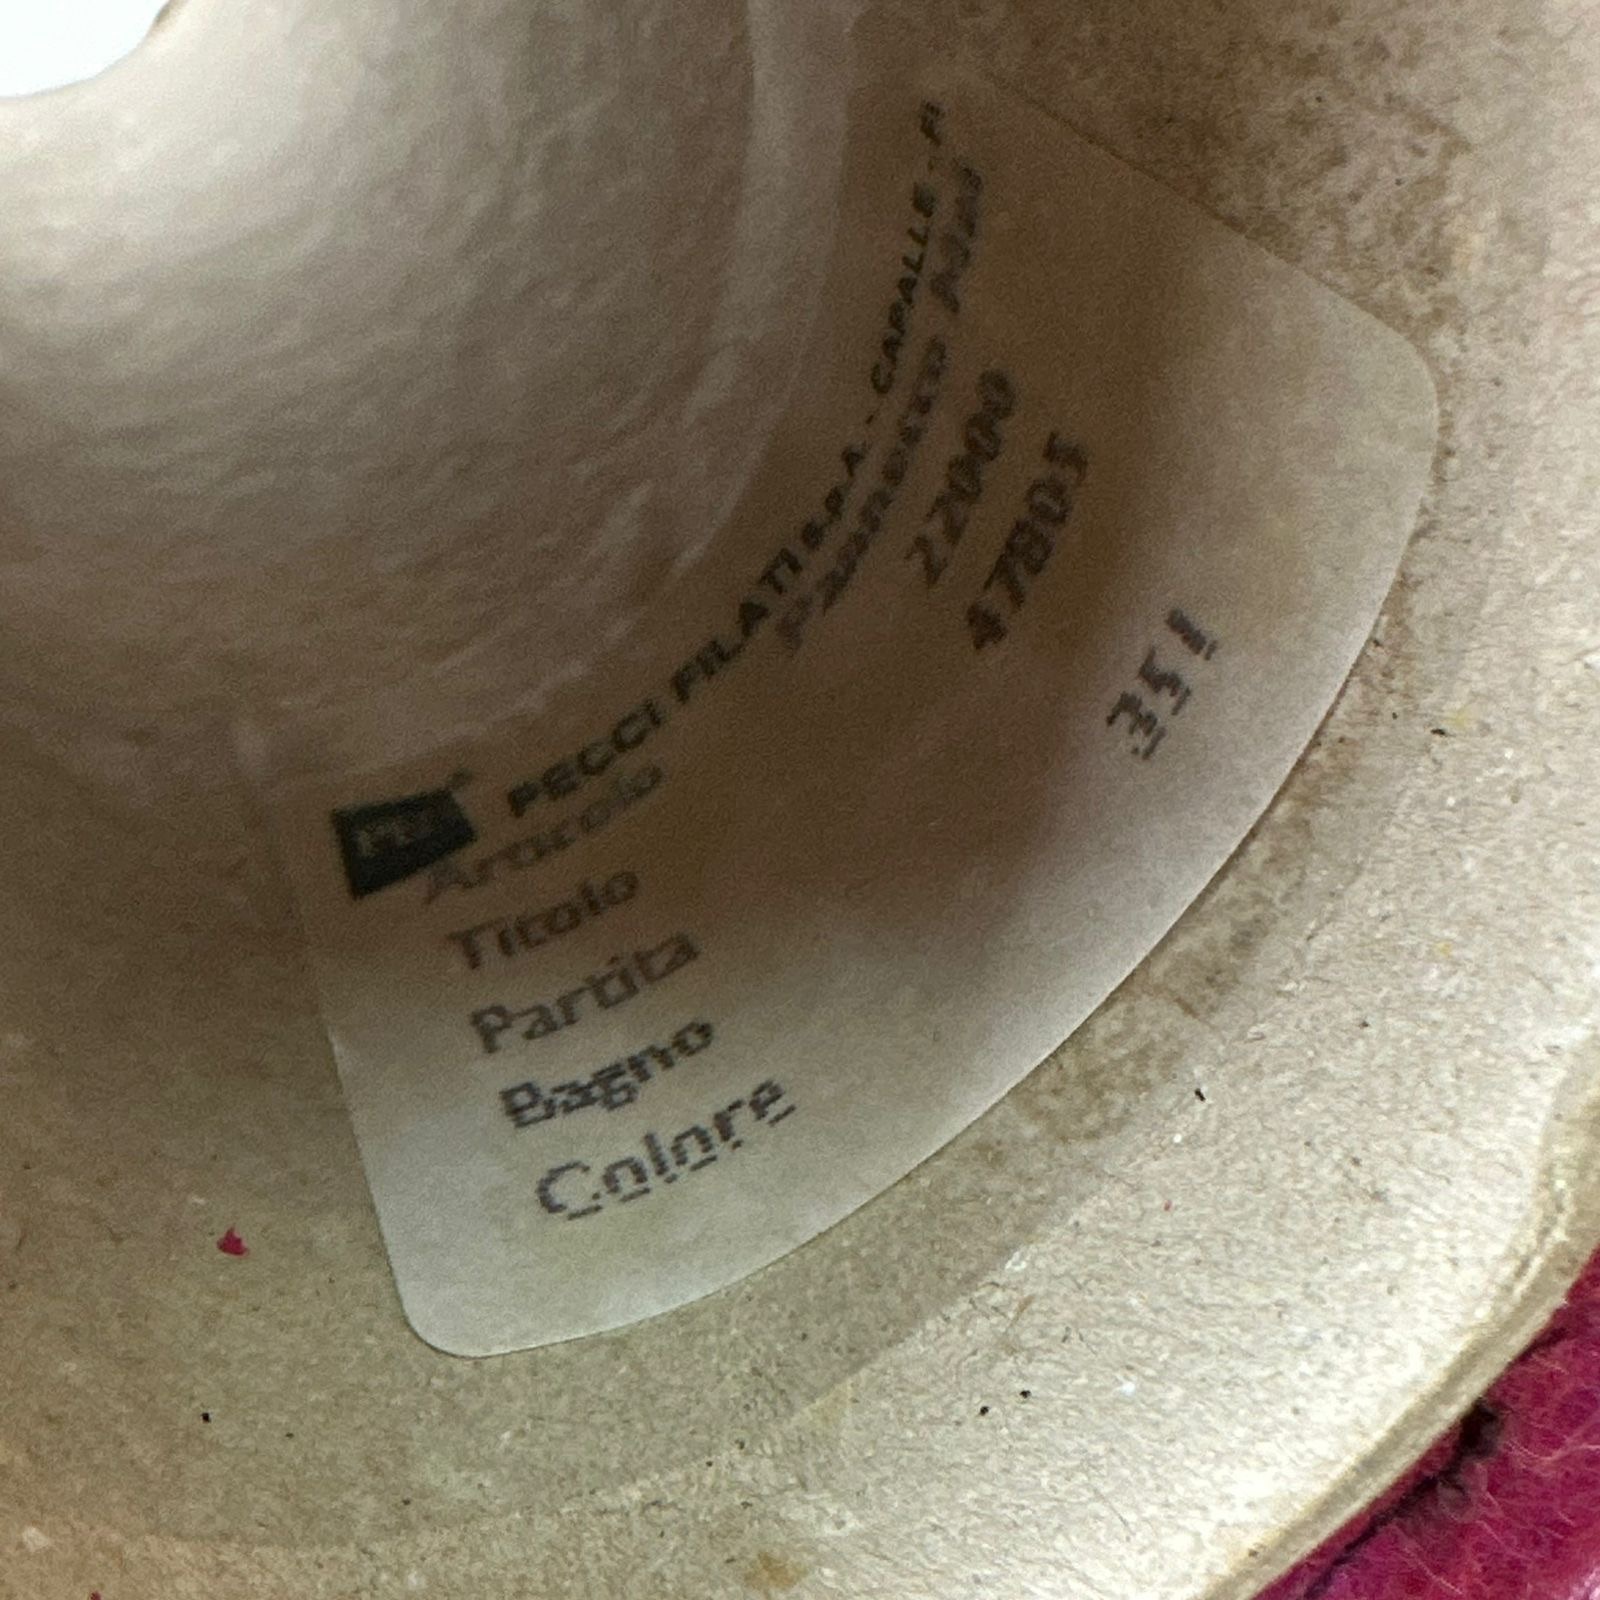 PECCI FILATI S.P.A. - CAPALLE - FI
Articolo
Titolo 22000
Partita 47805
Bagno
Colore 351